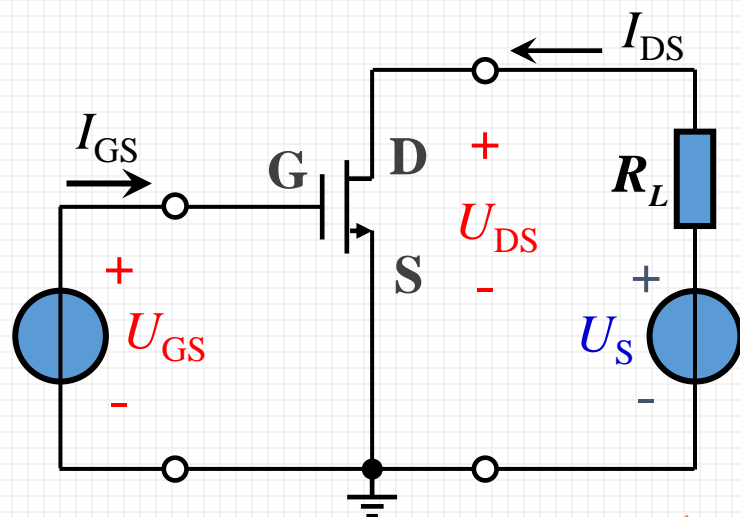 I_DS
I_GS
G
D
+
R_L
U_DS
S
-
+
U_GS
-
+
U_S
-